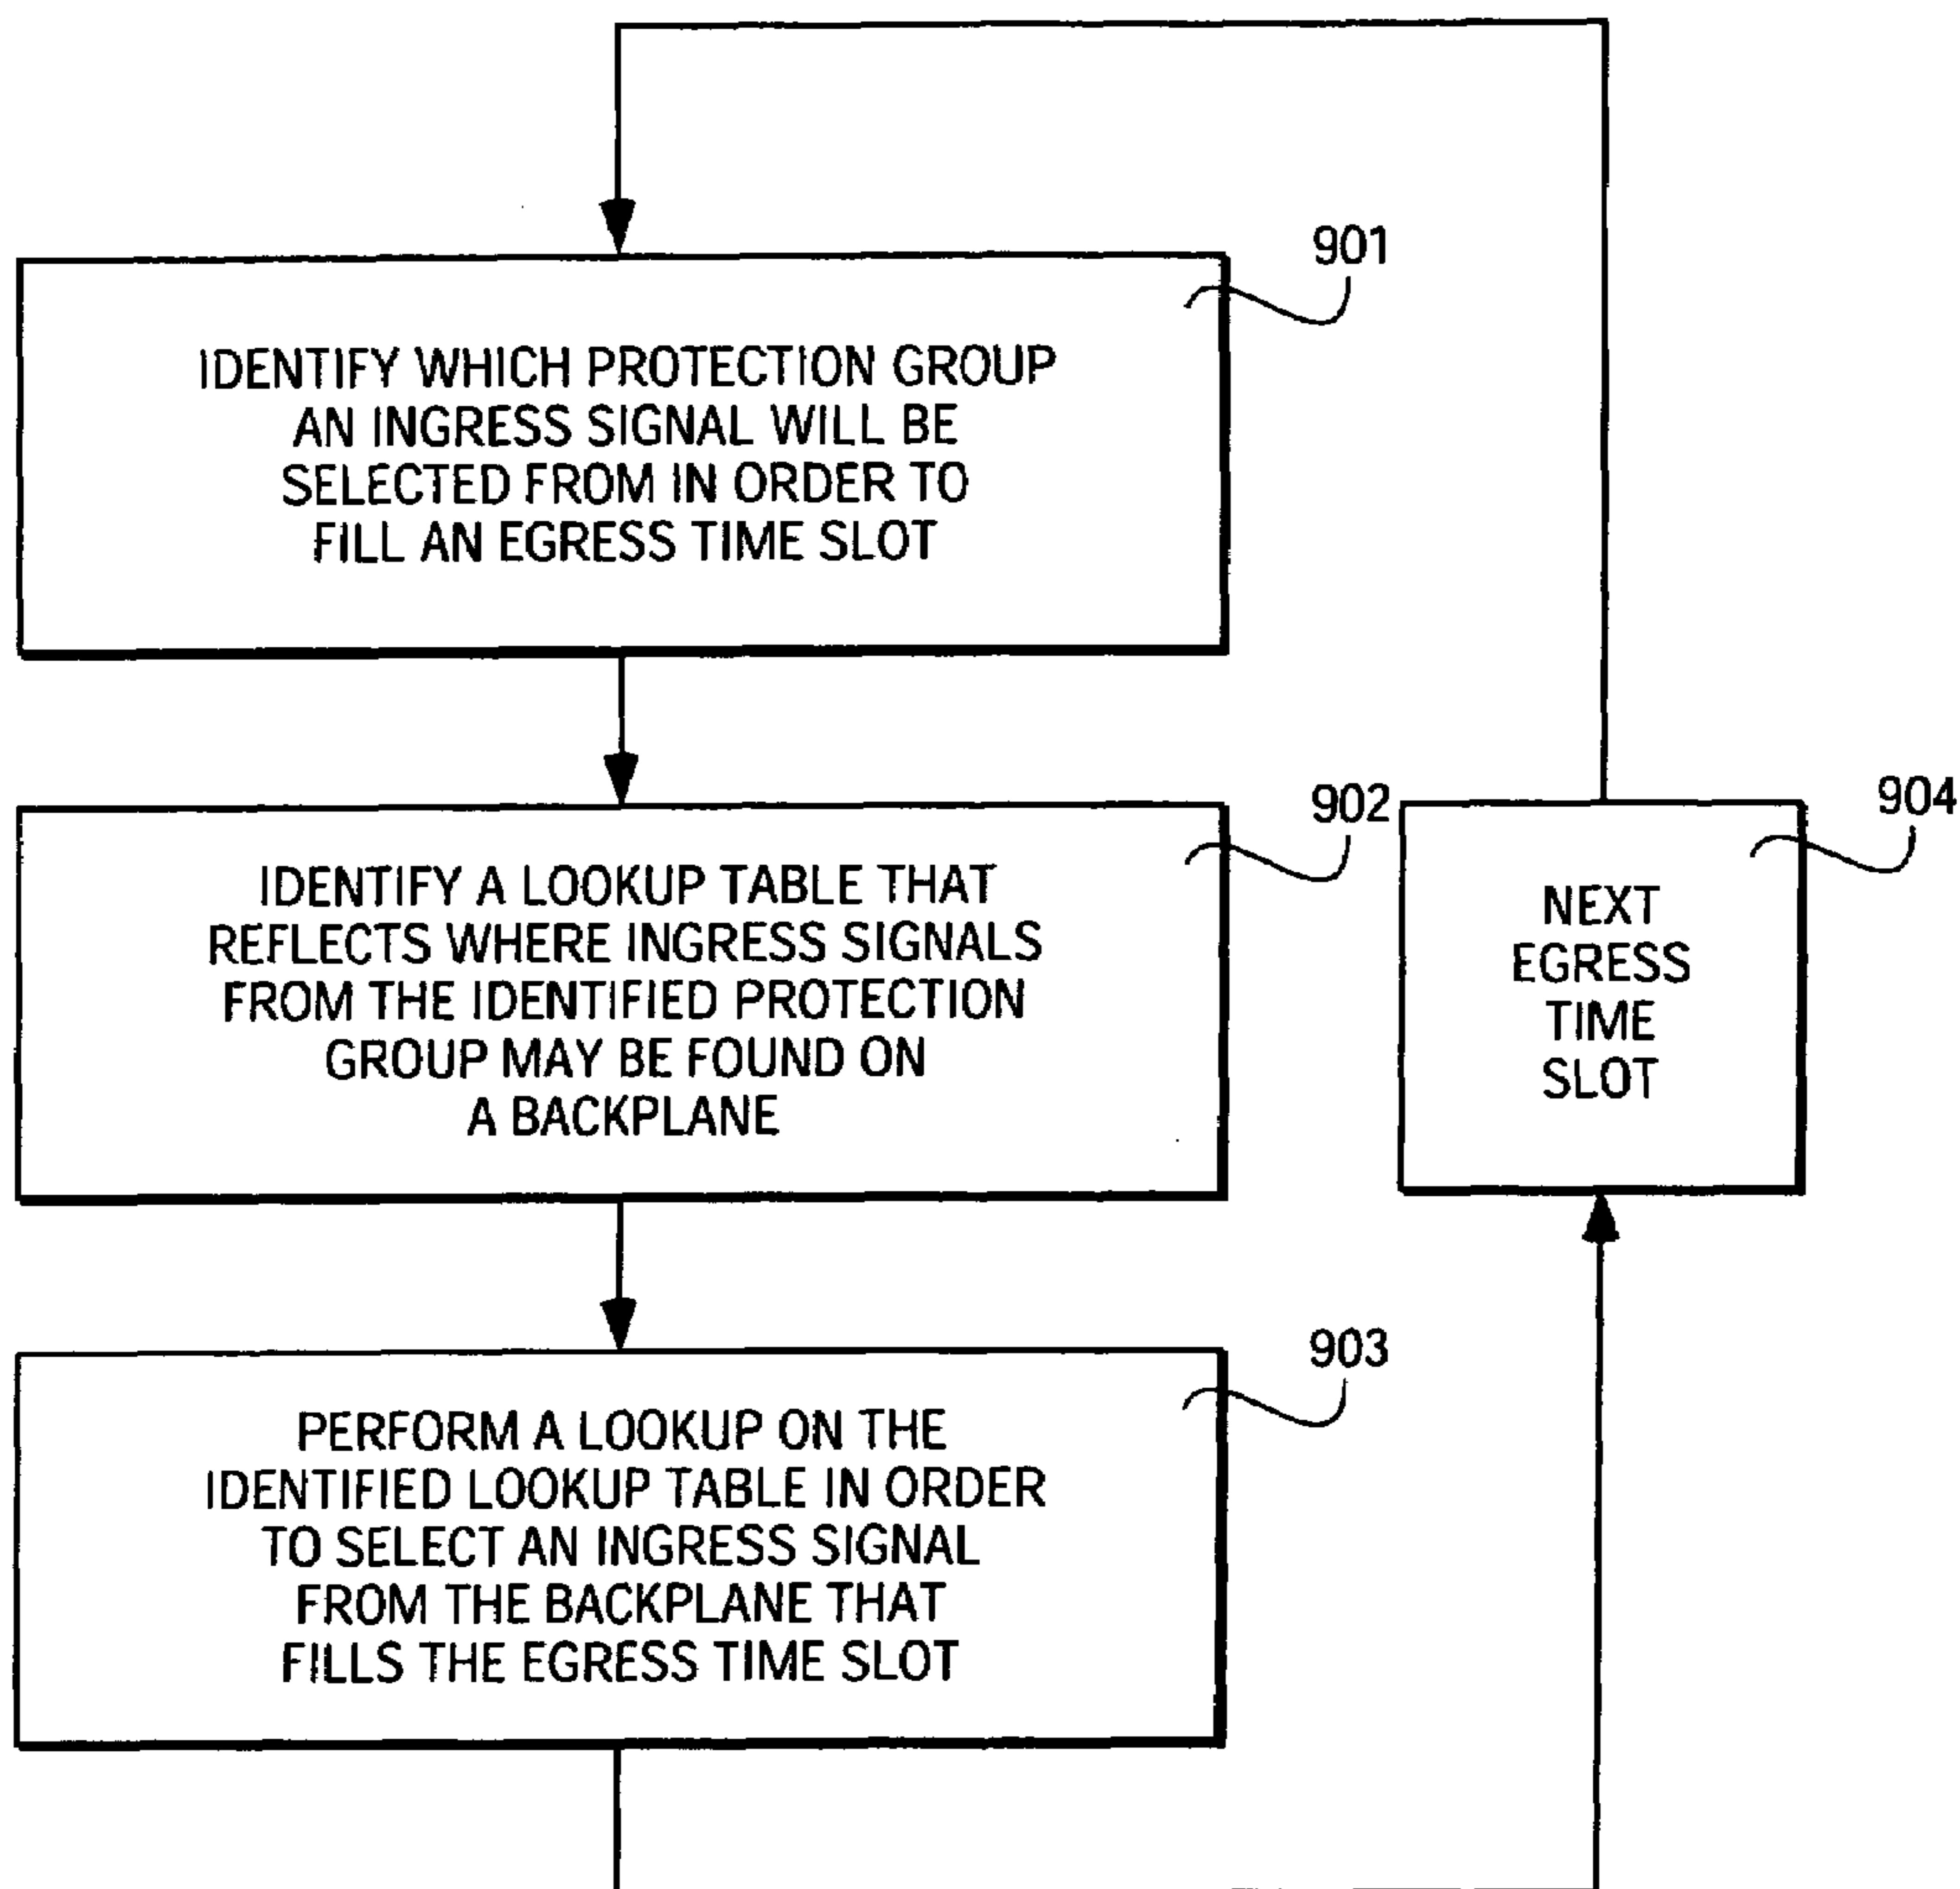 901
IDENTIFY WHICH PROTECTION GROUP
AN INGRESS SIGNAL WILL BE
SELECTED FROM IN ORDER TO
FILL AN EGRESS TIME SLOT
902
IDENTIFY A LOOKUP TABLE THAT
REFLECTS WHERE INGRESS SIGNALS
FROM THE IDENTIFIED PROTECTION
GROUP MAY BE FOUND ON
A BACKPLANE
904
NEXT
EGRESS
TIME
SLOT
903
PERFORM A LOOKUP ON THE
IDENTIFIED LOOKUP TABLE IN ORDER
TO SELECT AN INGRESS SIGNAL
FROM THE BACKPLANE THAT
FILLS THE EGRESS TIME SLOT